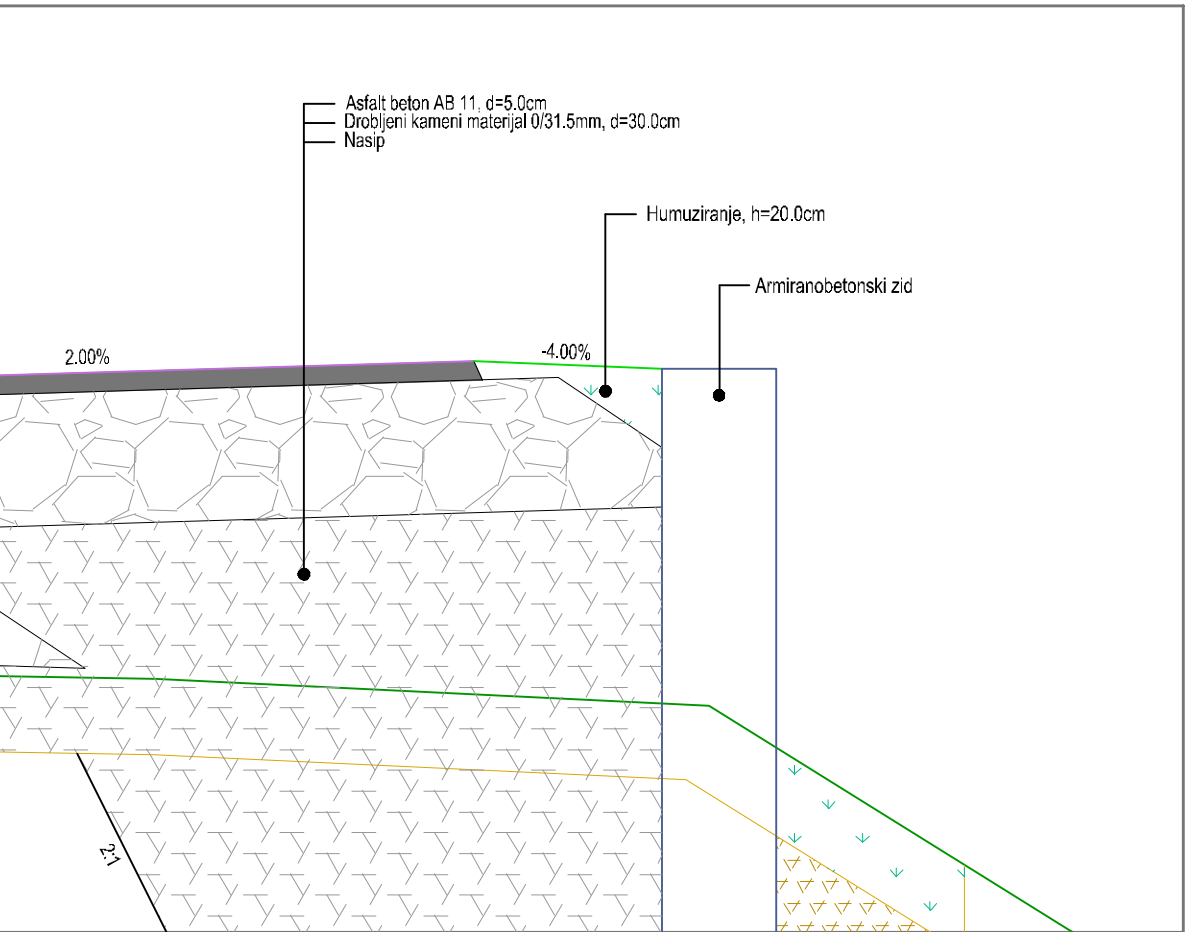 Asfalt beton AB 11, d=5.0cm
Drobljeni kameni materijal 0/31.5mm, d=30.0cm
Nasip
Humuziranje, h=20.0cm
Armiranobetonski zid
2.00%
-4.00%
2:1